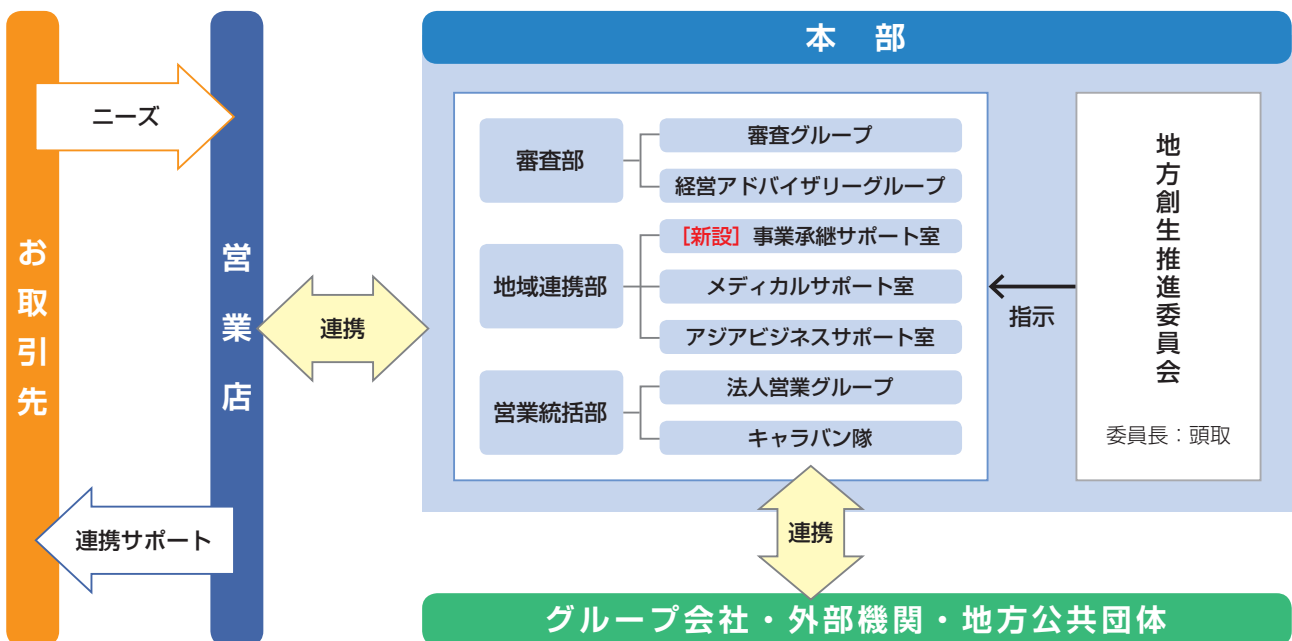 お取引先
ニーズ
連携サポート
営業店
連携
本 部
審査部
審査グループ
経営アドバイザリーグループ
地域連携部
［新設］事業承継サポート室
メディカルサポート室
アジアビジネスサポート室
営業統括部
法人営業グループ
キャラバン隊
指示
地方創生推進委員会
委員長：頭取
連携
グループ会社・外部機関・地方公共団体